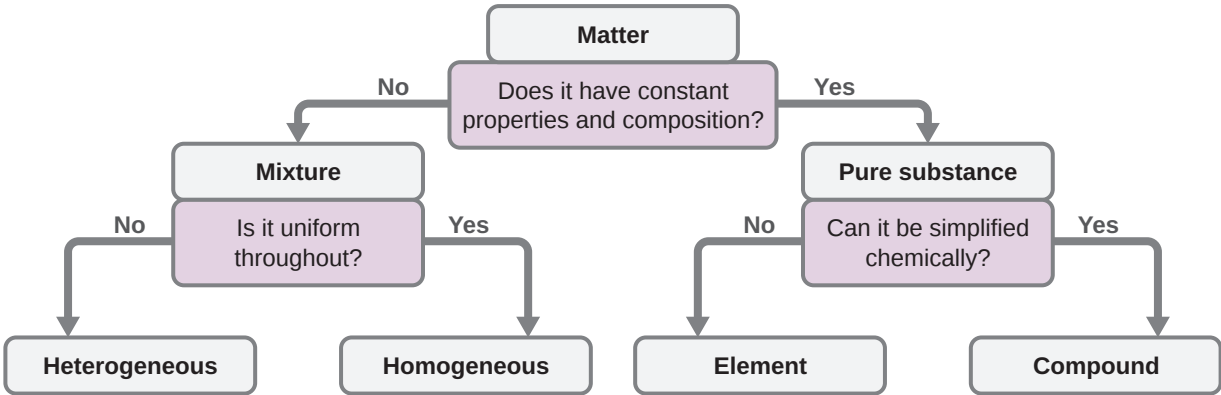 Matter
No
Does it have constant
properties and composition?
Yes
Mixture
Pure substance
No
Is it uniform
throughout?
Yes
No
Can it be simplified
chemically?
Yes
Heterogeneous
Homogeneous
Element
Compound